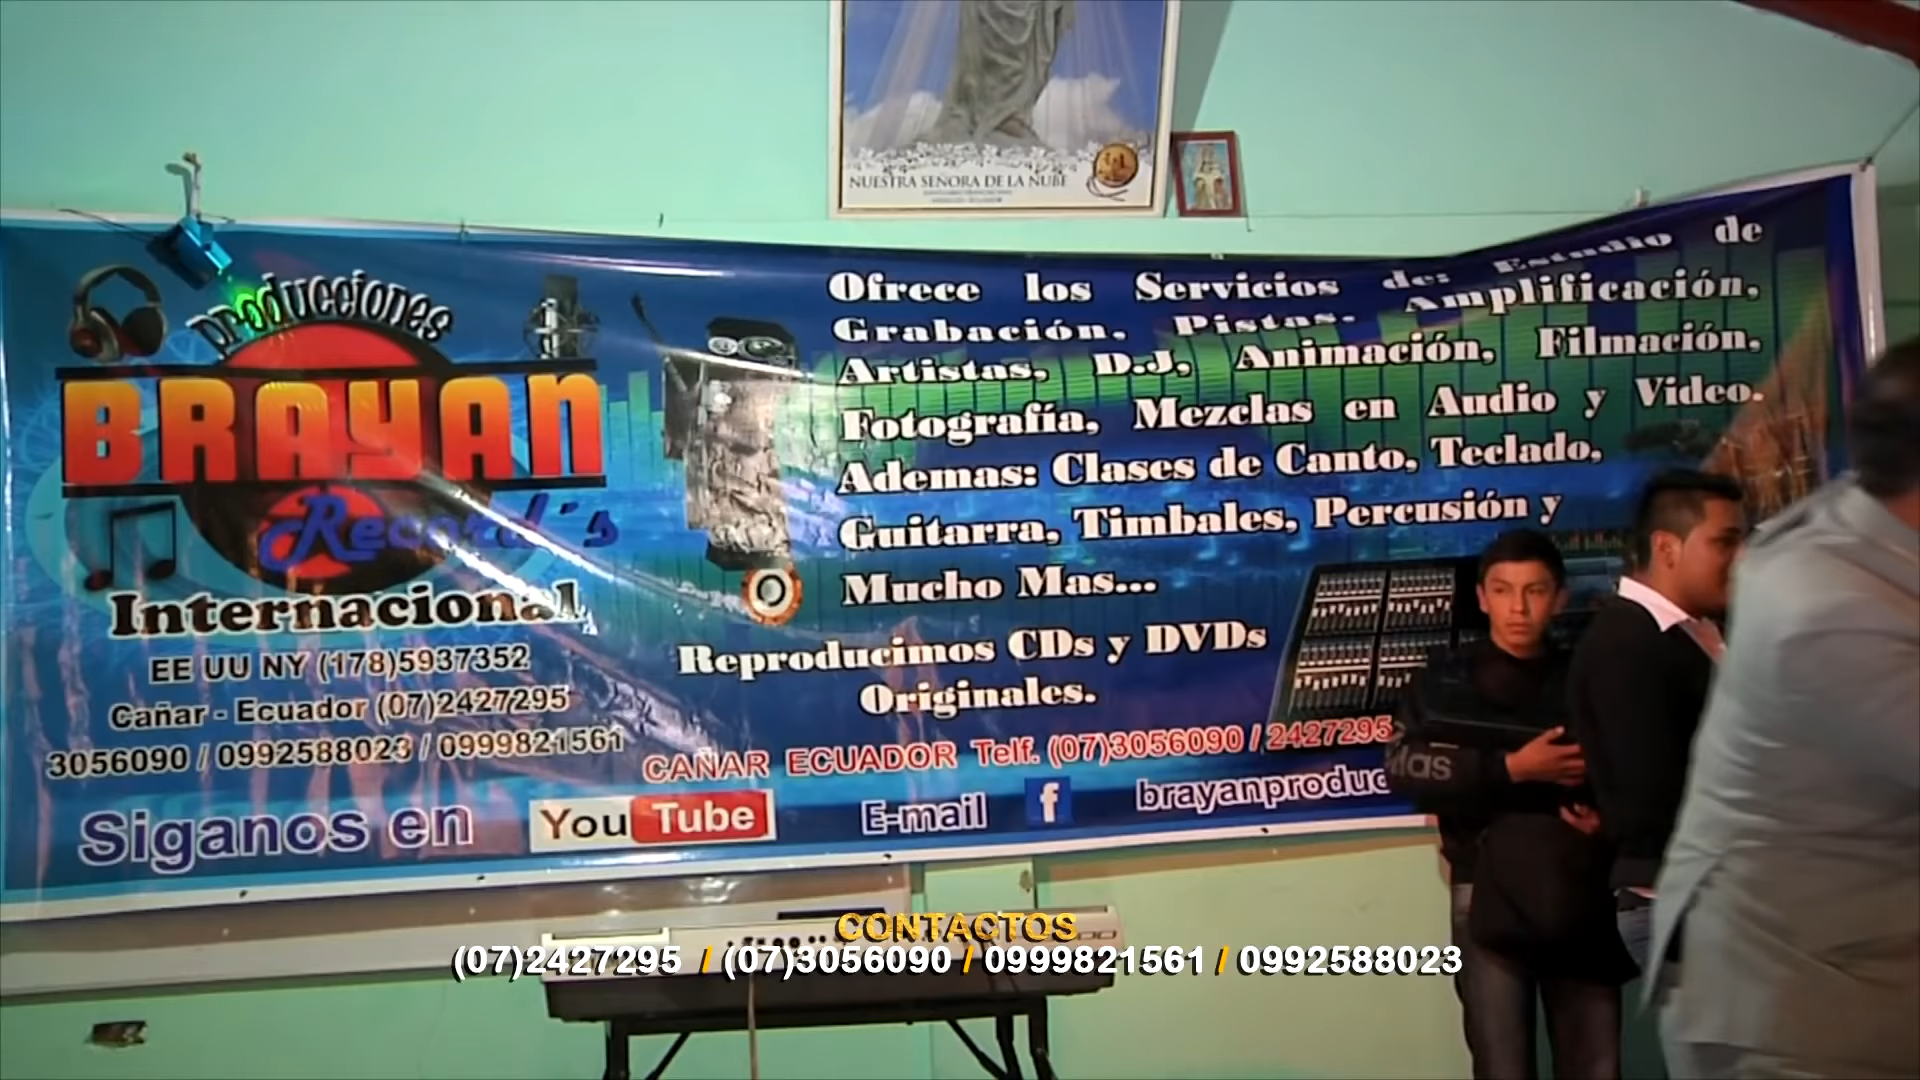 NUESTRA SEÑORA DE LA NUBE
producciones
BRAYAN
Record's
Internacional
EE UU NY (178)5937352
Cañar - Ecuador (07)2427295
3056090 / 0992588023 / 0999821561
Ofrece los Servicios de: Estudio de
Grabación, Pistas. Amplificación,
Artistas, D.J, Animación, Filmación,
Fotografía, Mezclas en Audio y Video.
Ademas: Clases de Canto, Teclado,
Guitarra, Timbales, Percusión y
Mucho Mas...
Reproducimos CDs y DVDs
Originales.
CAÑAR ECUADOR Telf. (07)3056090 / 2427295
Siganos en YouTube E-mail f brayanproduc
CONTACTOS
(07)2427295 / (07)3056090 / 0999821561 / 0992588023